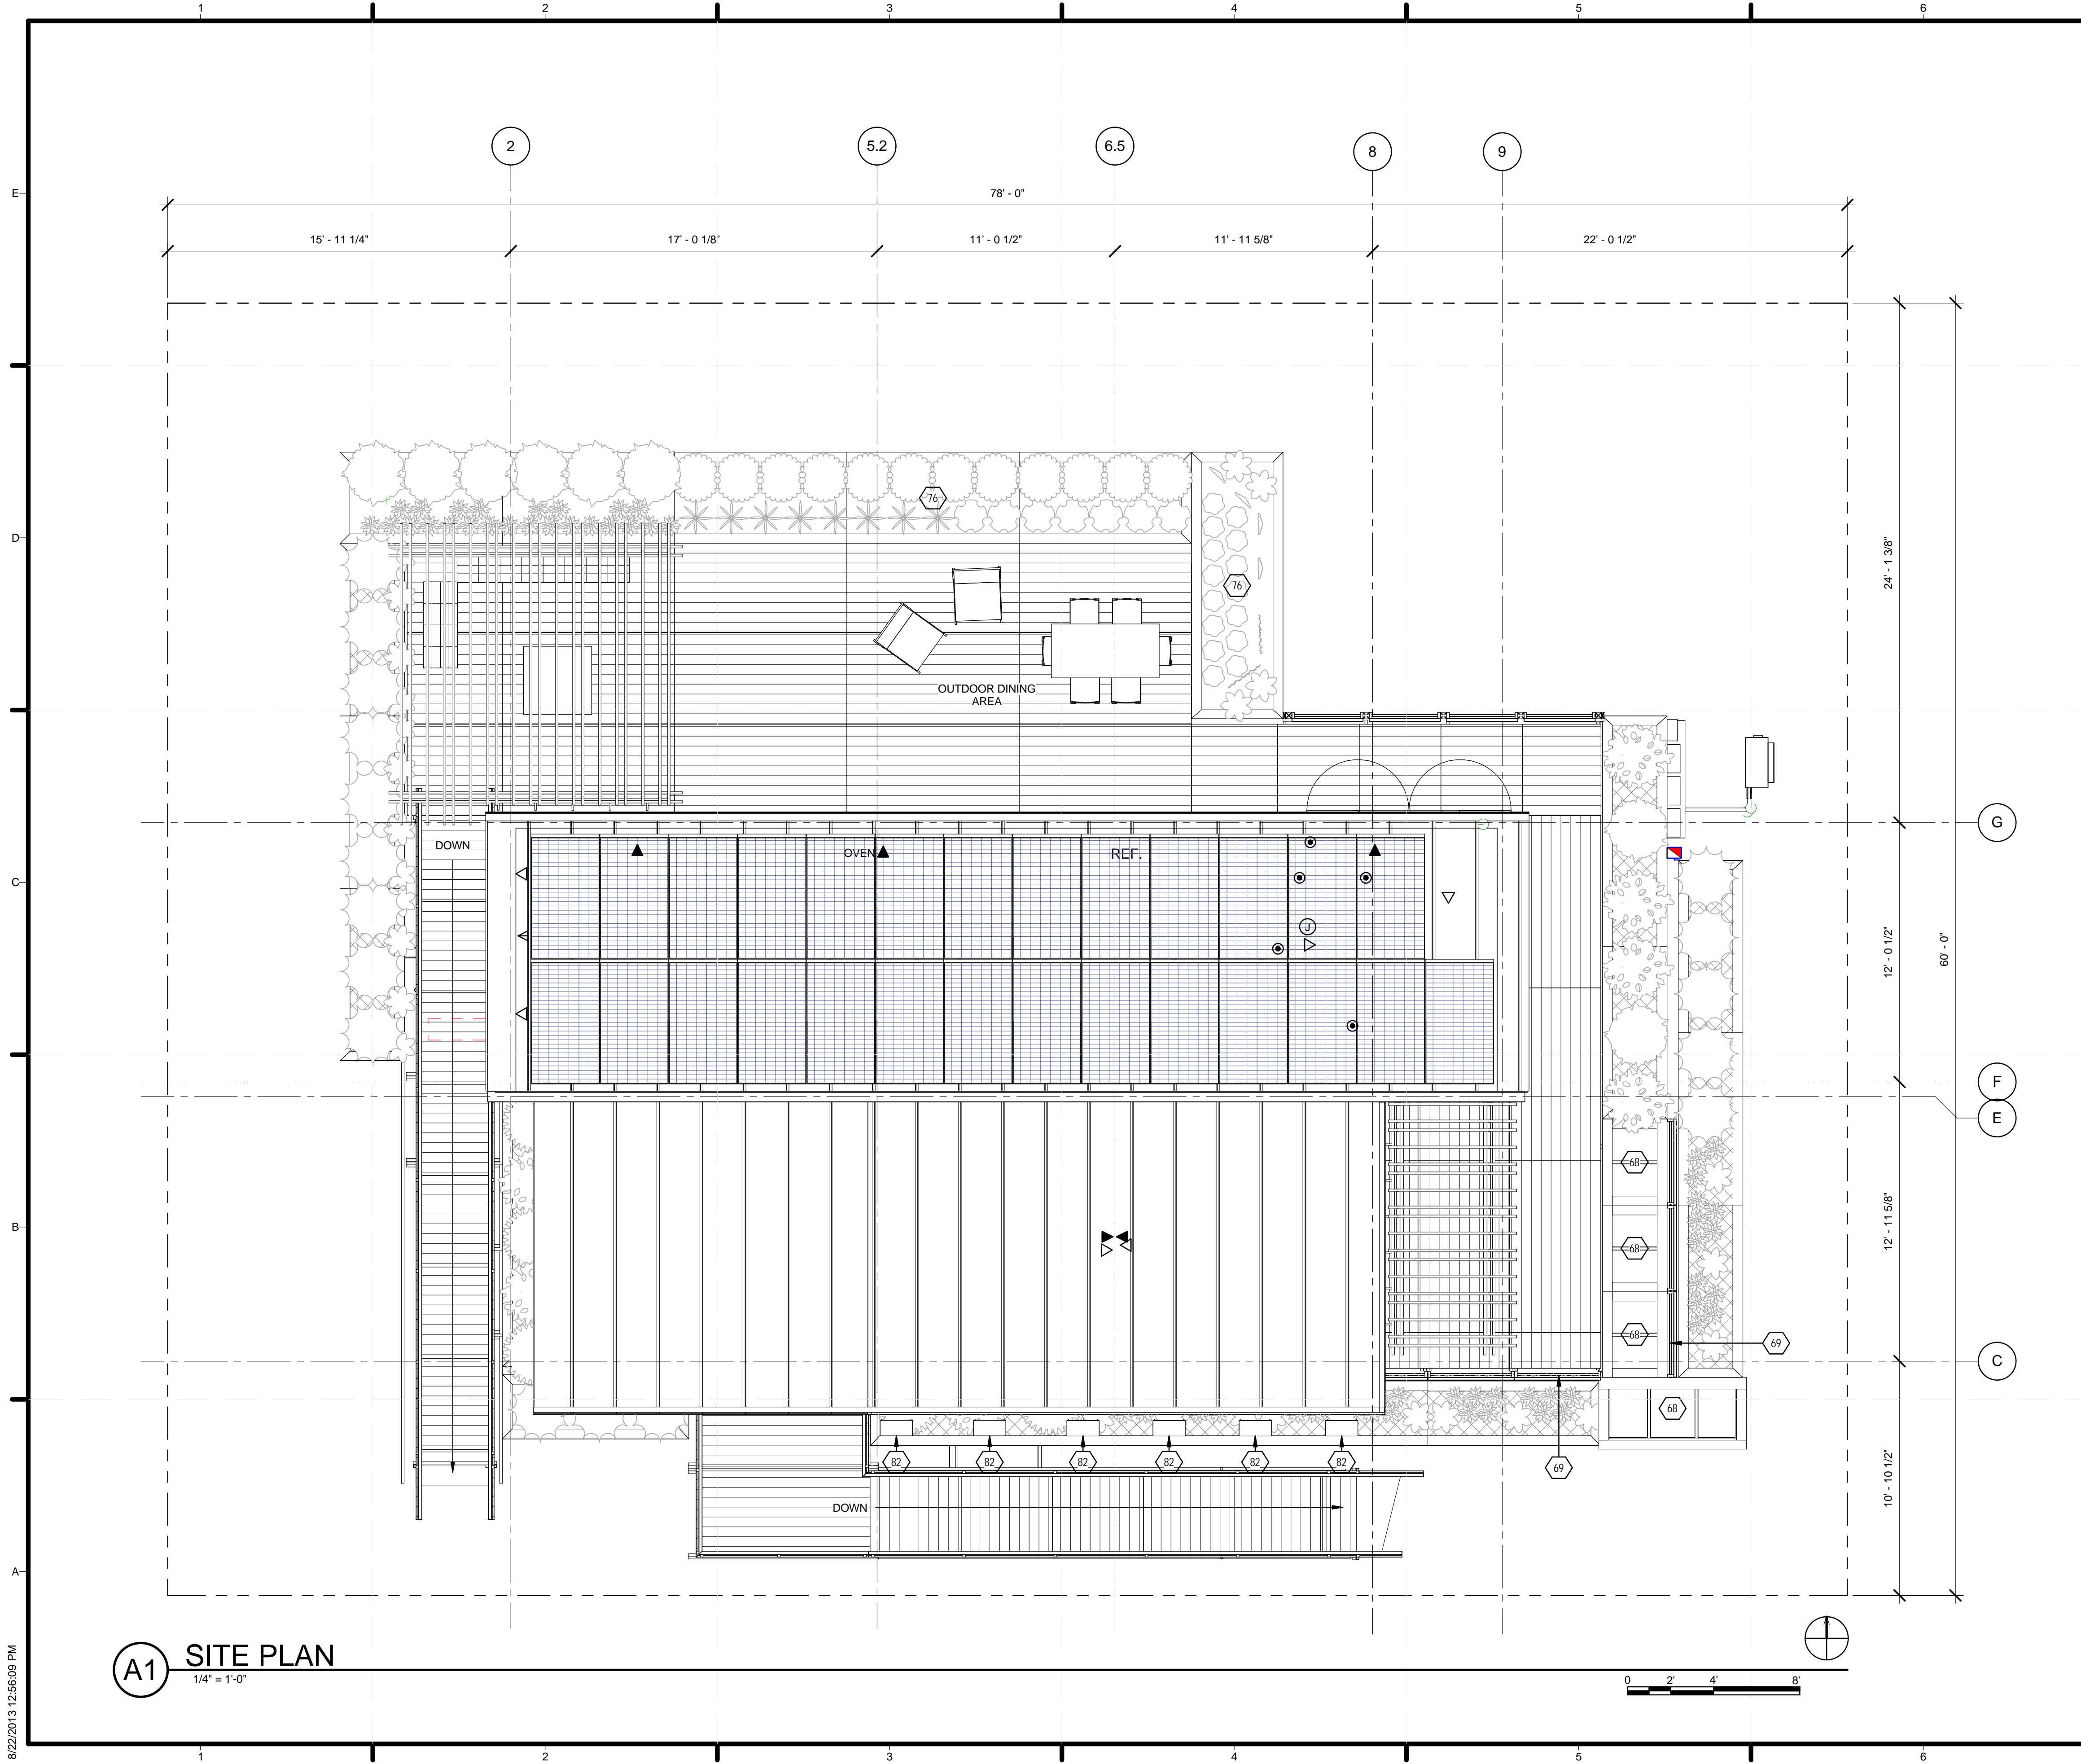 1 2 3 4 5 6
2 5.2 6.5 8 9
E
78' - 0"
15' - 11 1/4" 17' - 0 1/8" 11' - 0 1/2" 11' - 11 5/8" 22' - 0 1/2"
76
D
24' - 1 3/8"
76
OUTDOOR DINING
AREA
G
DOWN
OVEN
REF.
C
J
12' - 0 1/2"
60' - 0"
F
E
68
B
12' - 11 5/8"
68
68
69
C
68
82 82 82 82 82 82
69
10' - 10 1/2"
DOWN
A
A1
SITE PLAN
1/4" = 1'-0"
0 2' 4' 8'
8/22/2013 12:56:09 PM
1 2 3 4 5 6